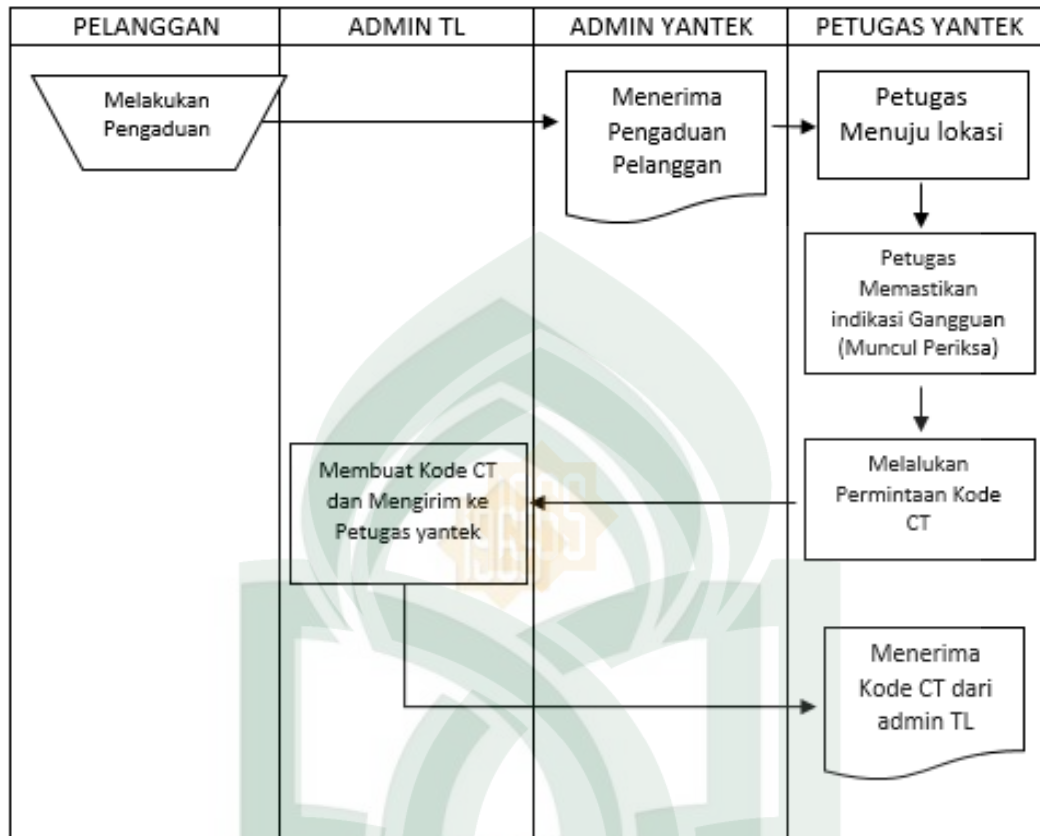 PELANGGAN
ADMIN TL
ADMIN YANTEK
PETUGAS YANTEK
Melakukan
Pengaduan
Menerima
Pengaduan
Pelanggan
Petugas
Menuju lokasi
Petugas
Memastikan
indikasi Gangguan
(Muncul Periksa)
Melalukan
Permintaan Kode
CT
Membuat Kode CT
dan Mengirim ke
Petugas yantek
Menerima
Kode CT dari
admin TL